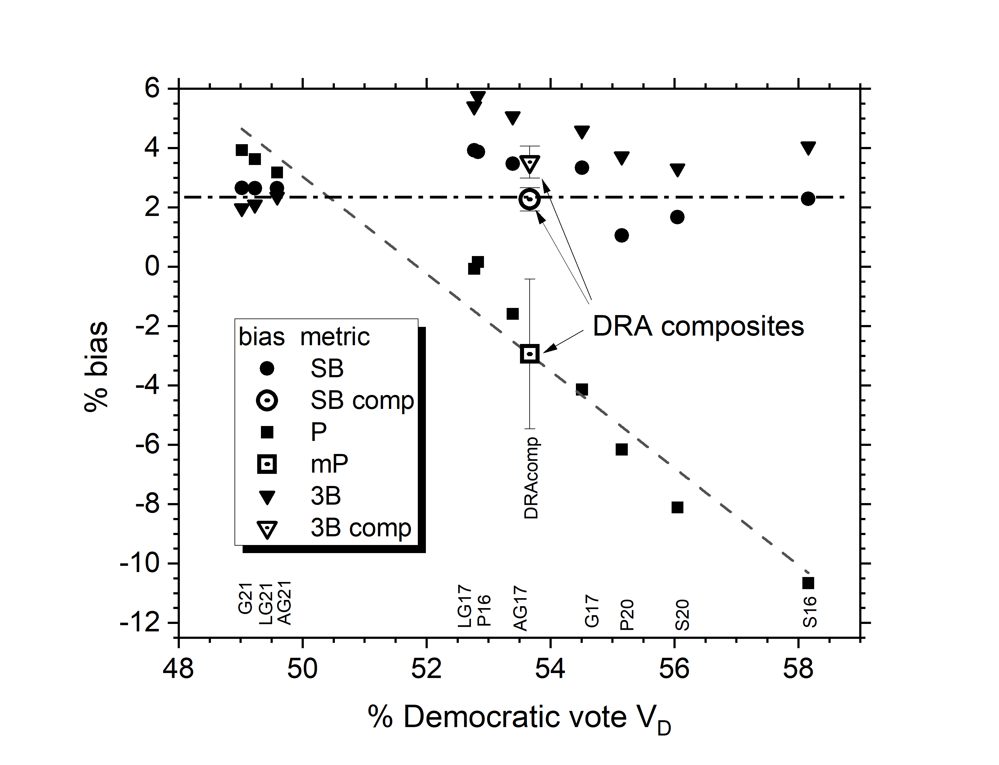 6
4
2
0
-2
-4
-6
-8
-10
-12
% bias
bias metric
SB
SB comp
P
mP
3B
3B comp
DRA composites
DRAcomp
G21
LG21
AG21
LG17
P16
AG17
G17
P20
S20
S16
48 50 52 54 56 58
% Democratic vote V_D